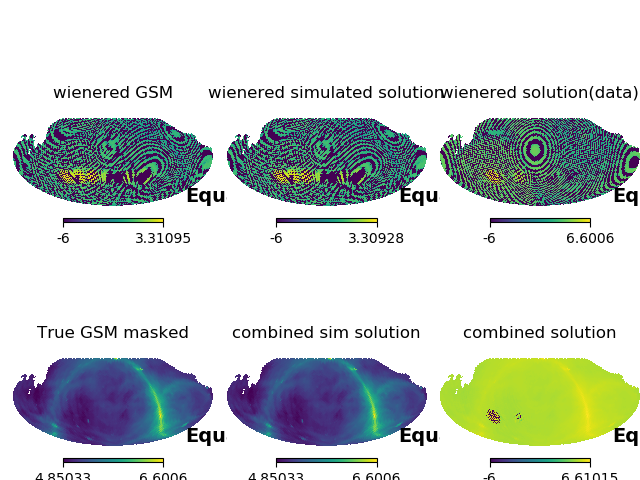 wienered GSM
wienered simulated solution
wienered solution(data)
Equ
Equ
Eq
-6 3.31095
-6 3.30928
-6 6.6006
True GSM masked
combined sim solution
combined solution
Equ
Equ
Eq
4.85033 6.6006
4.85033 6.6006
-6 6.61015